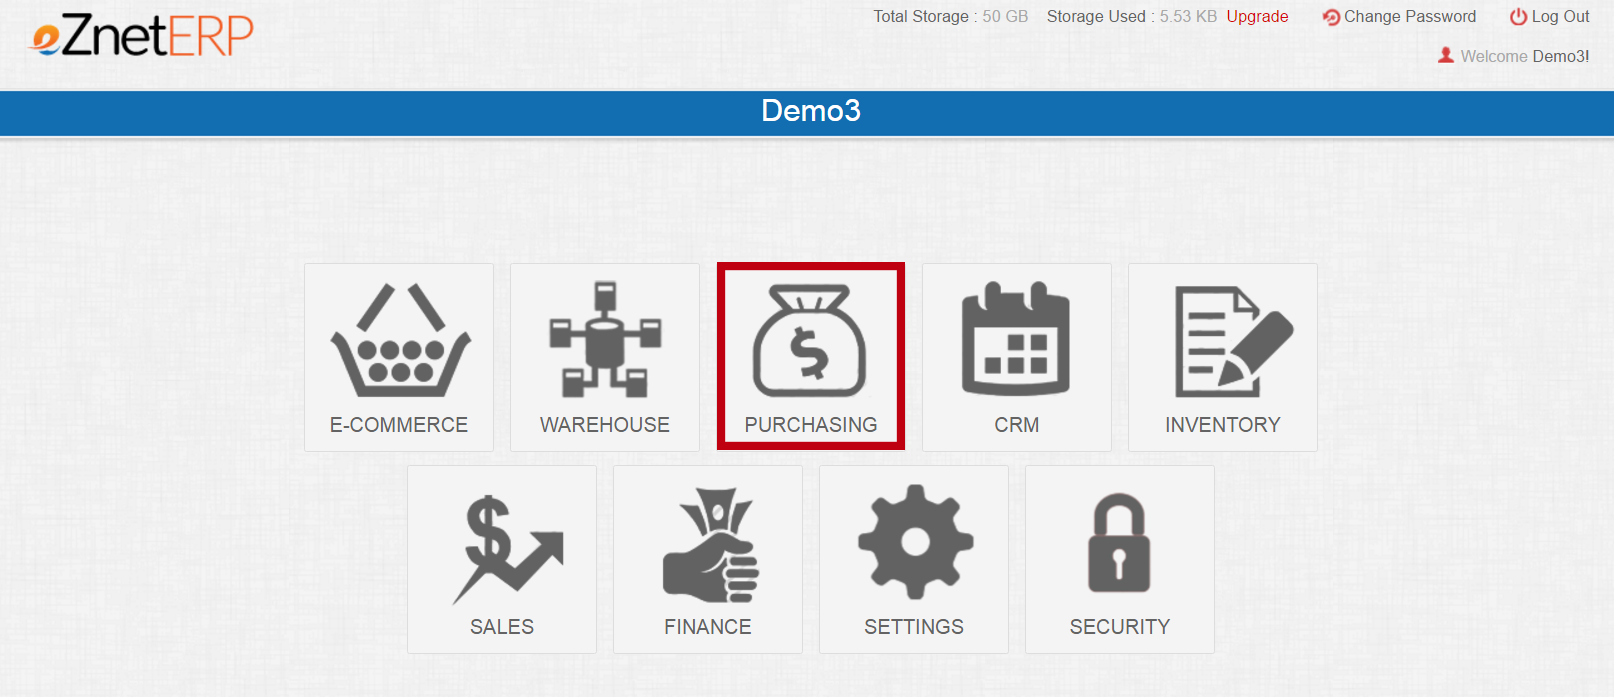 eZnetERP
Total Storage : 50 GB Storage Used : 5.53 KB Upgrade Change Password Log Out
Welcome Demo3!
Demo3
E-COMMERCE WAREHOUSE PURCHASING CRM INVENTORY
SALES FINANCE SETTINGS SECURITY